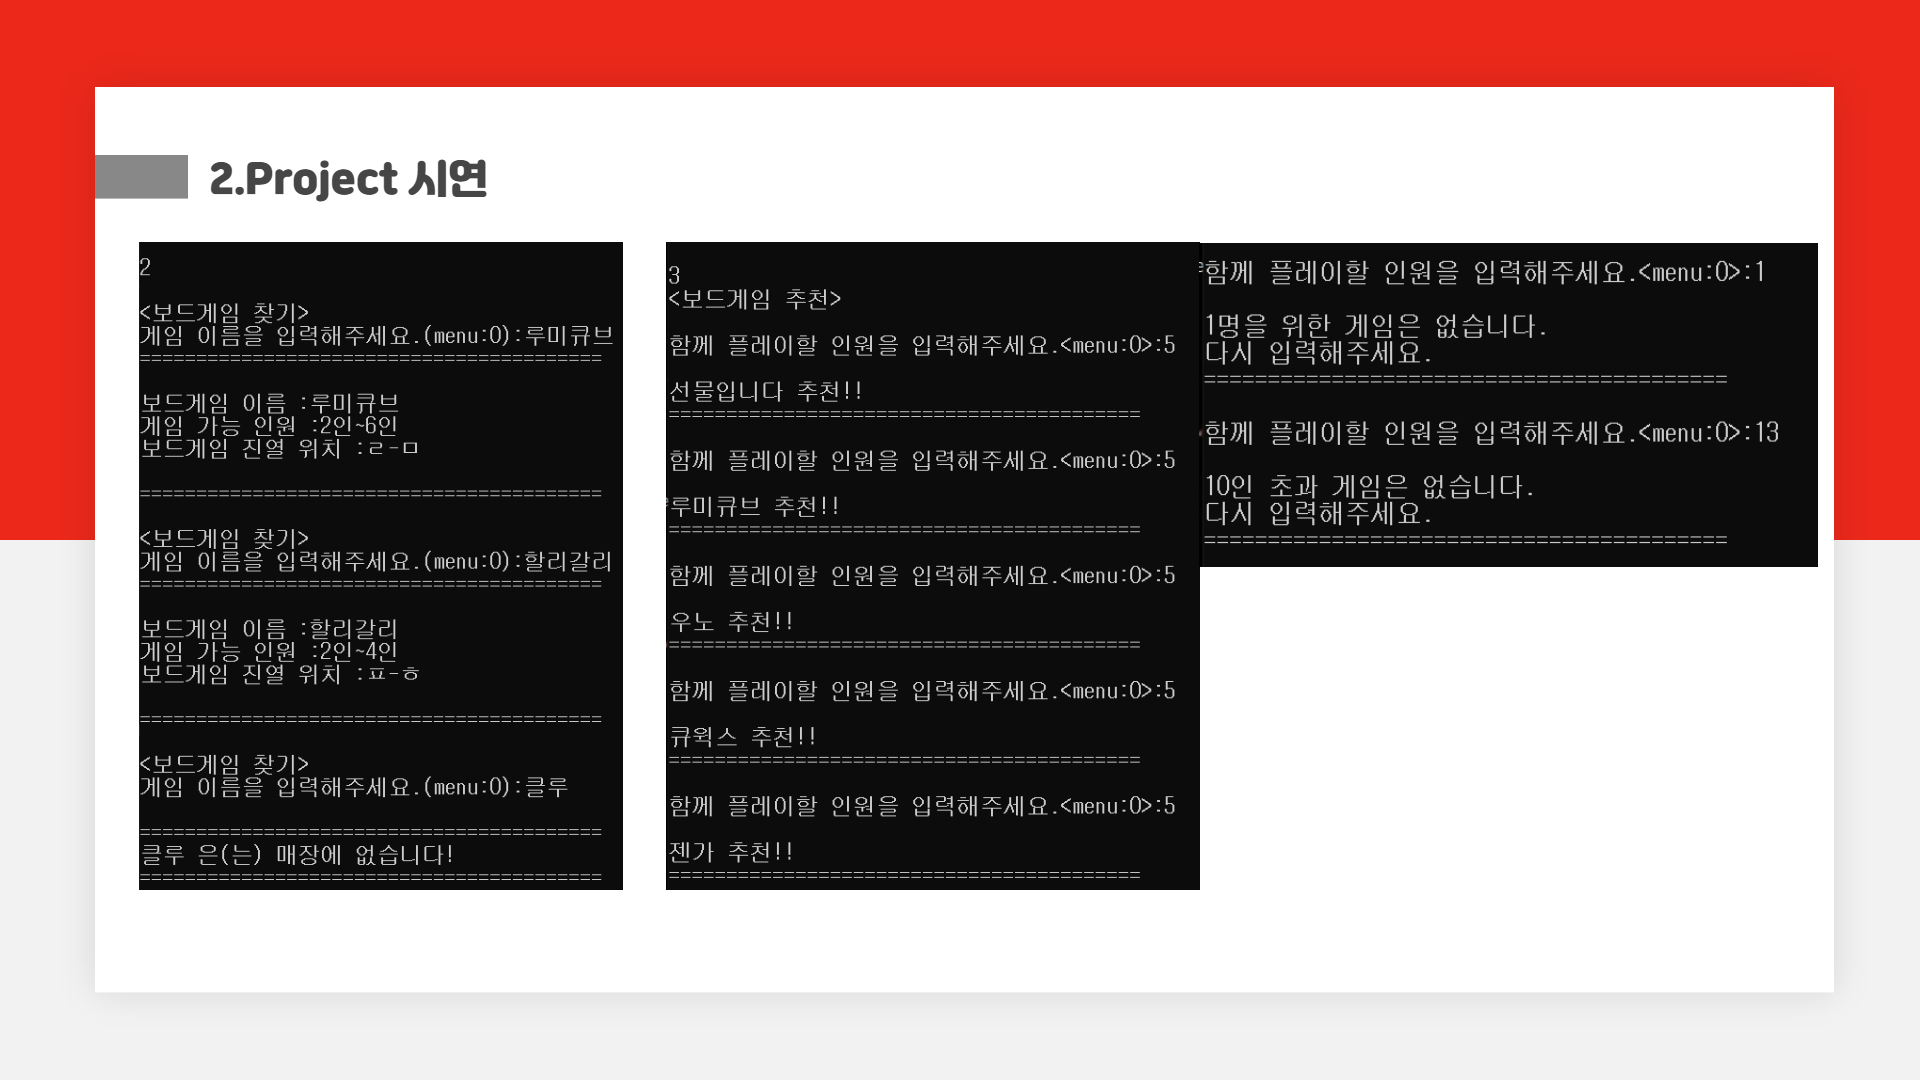 2.Project 시연
2
<보드게임 찾기>
게임 이름을 입력해주세요.(menu:0):루미큐브
=========================================
보드게임 이름 :루미큐브
게임 가능 인원 :2인~6인
보드게임 진열 위치 :ㄹ-ㅁ
=========================================
<보드게임 찾기>
게임 이름을 입력해주세요.(menu:0):할리갈리
=========================================
보드게임 이름 :할리갈리
게임 가능 인원 :2인~4인
보드게임 진열 위치 :ㅍ-ㅎ
=========================================
<보드게임 찾기>
게임 이름을 입력해주세요.(menu:0):클루
=========================================
클루 은(는) 매장에 없습니다!
=========================================
3
<보드게임 추천>
함께 플레이할 인원을 입력해주세요.<menu:0>:5
선물입니다 추천!!
=========================================
함께 플레이할 인원을 입력해주세요.<menu:0>:5
루미큐브 추천!!
=========================================
함께 플레이할 인원을 입력해주세요.<menu:0>:5
우노 추천!!
=========================================
함께 플레이할 인원을 입력해주세요.<menu:0>:5
큐윅스 추천!!
=========================================
함께 플레이할 인원을 입력해주세요.<menu:0>:5
젠가 추천!!
=========================================
함께 플레이할 인원을 입력해주세요.<menu:0>:1
1명을 위한 게임은 없습니다.
다시 입력해주세요.
=========================================
함께 플레이할 인원을 입력해주세요.<menu:0>:13
10인 초과 게임은 없습니다.
다시 입력해주세요.
=========================================